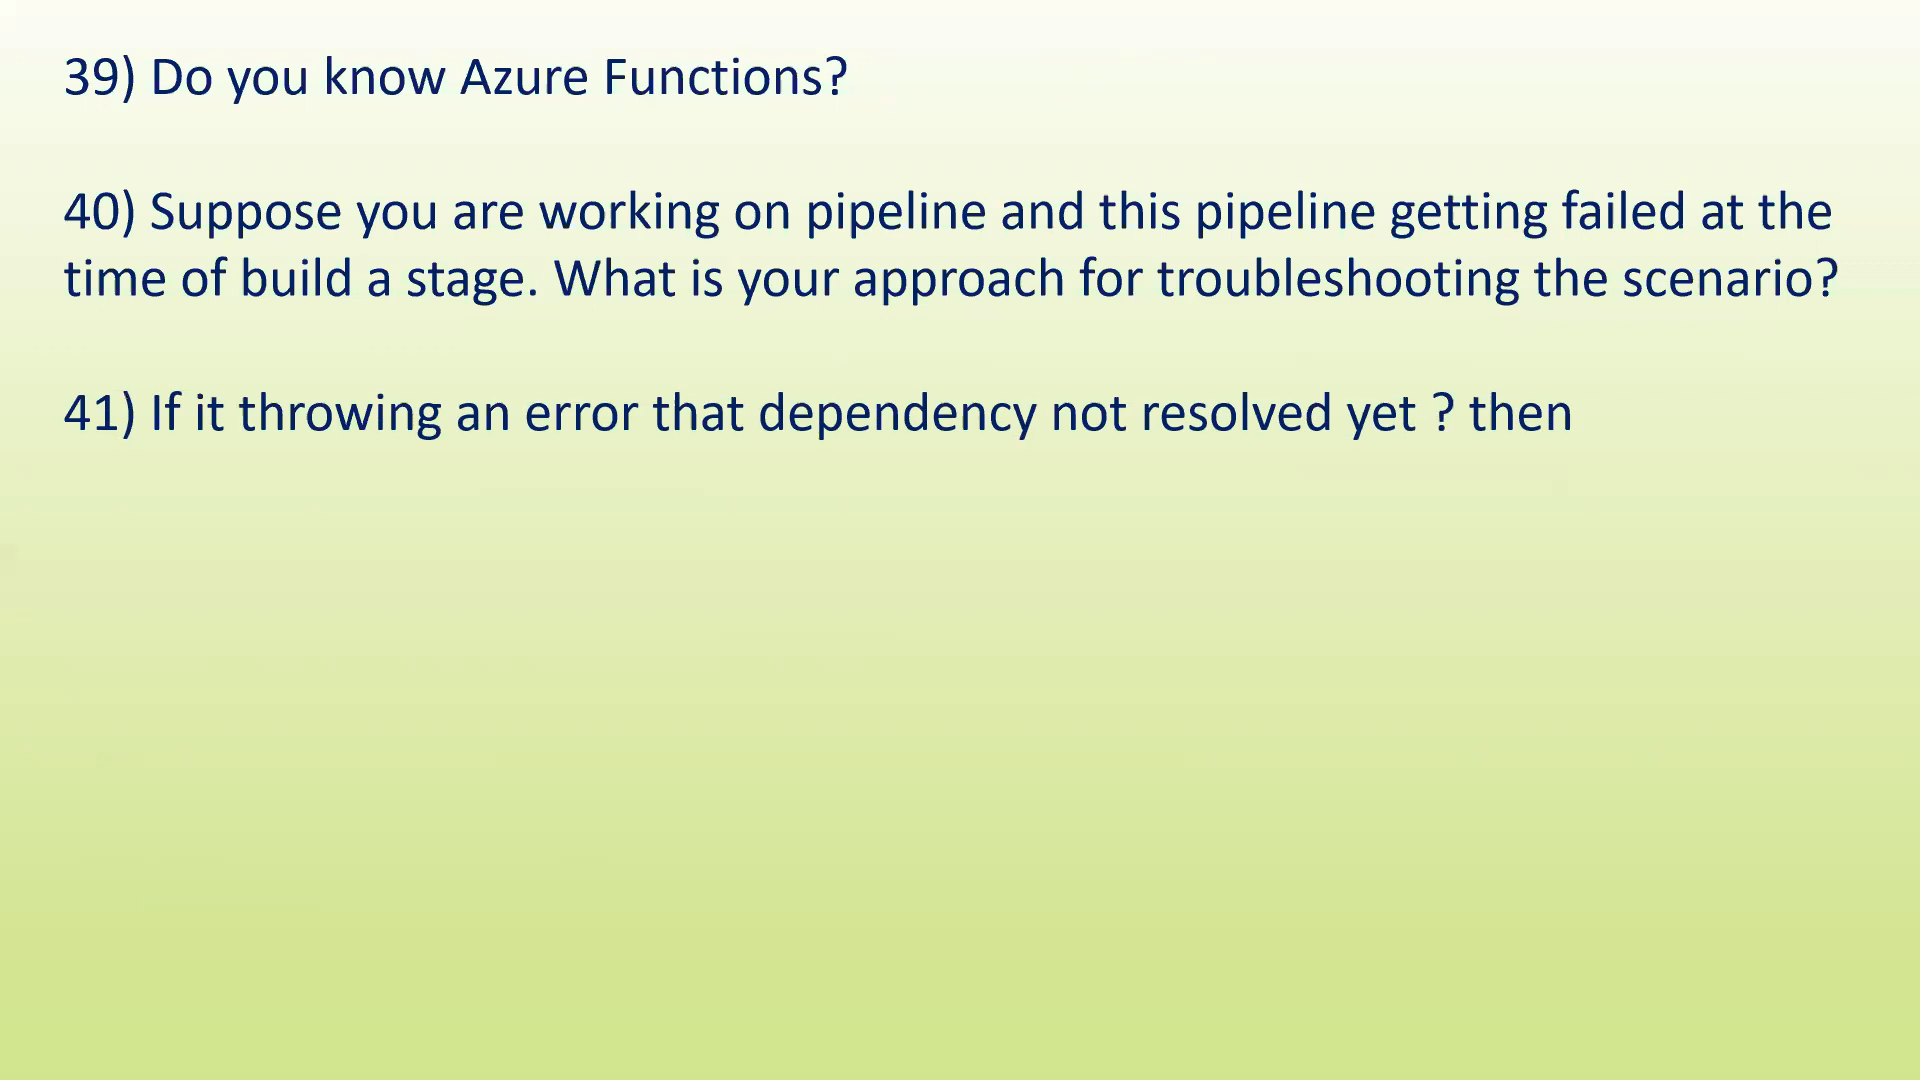 39) Do you know Azure Functions?
40) Suppose you are working on pipeline and this pipeline getting failed at the
time of build a stage. What is your approach for troubleshooting the scenario?
41) If it throwing an error that dependency not resolved yet ? then